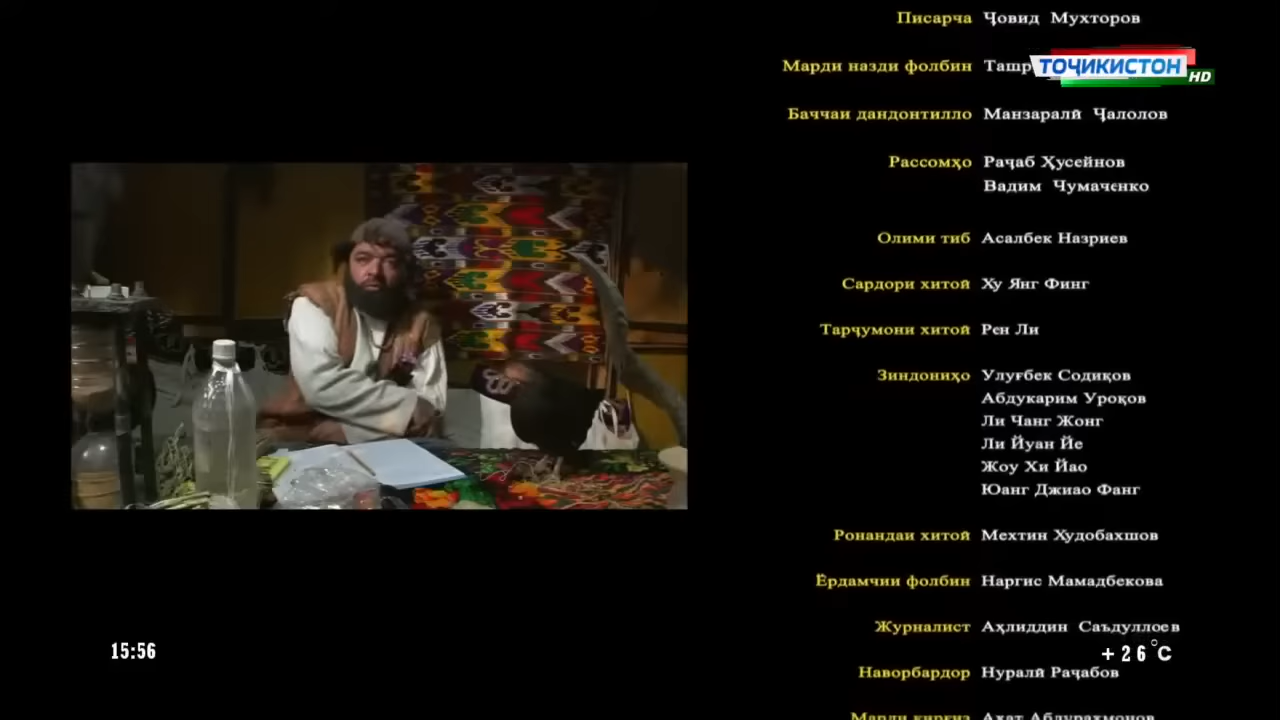 Писарча Ҷовид Мухторов
Марди назди фолбин
ТОҶИКИСТОН HD
Баччаи дандонтилло Манзаралӣ Ҷалолов
Рассомҳо Раҷаб Ҳусейнов
Вадим Чумаченко
Олими тиб Асалбек Назриев
Сардори хитоӣ Ху Янг Финг
Тарҷумони хитоӣ Рен Ли
Зиндониҳо Улуғбек Содиқов
Абдукарим Уроқов
Ли Чанг Жонг
Ли Йуан Йе
Жоу Хи Йао
Юанг Джиао Фанг
Ронандаи хитоӣ Мехтин Худобахшов
Ёрдамчии фолбин Наргис Мамадбекова
Журналист Аҳлиддин Саъдуллоев
15:56
+26°C
Наворбардор Нуралӣ Раҷабов